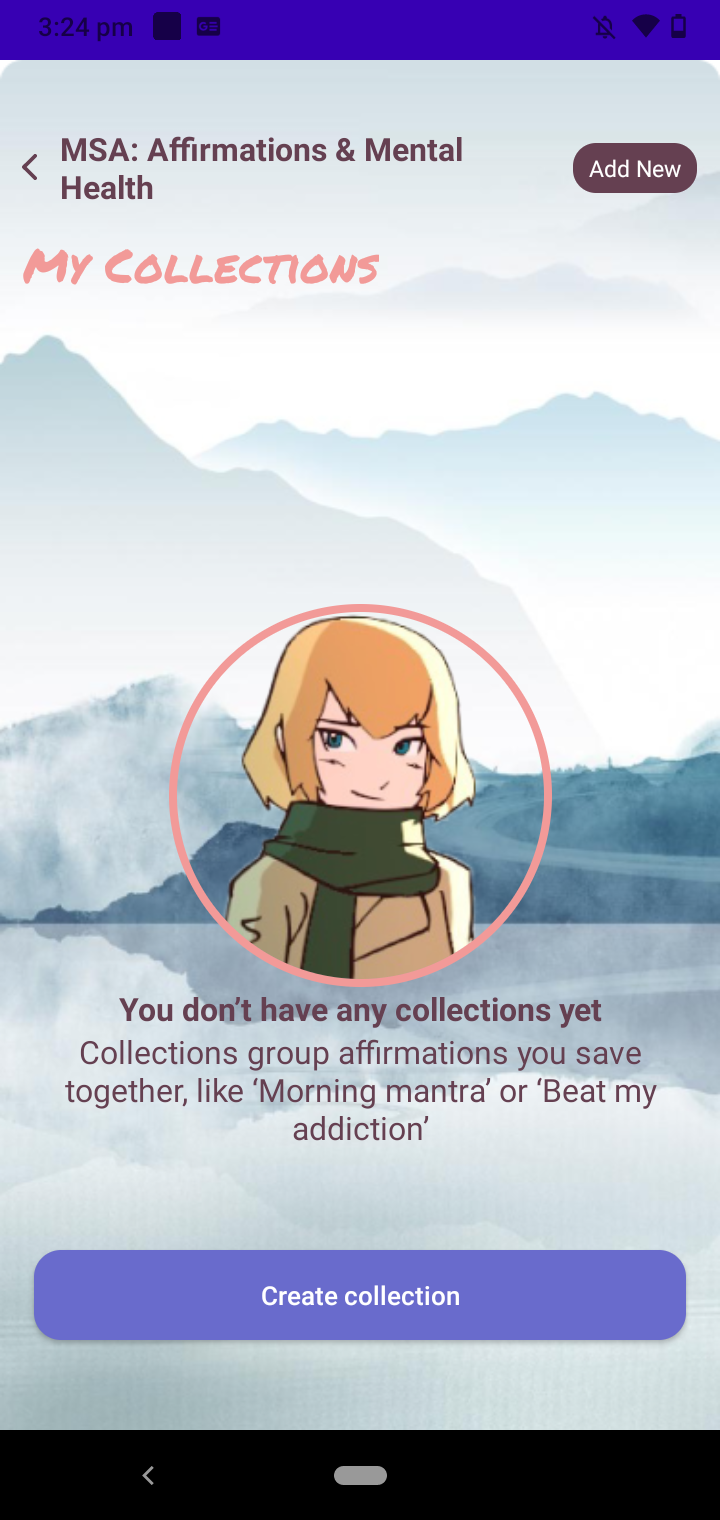 3:24 pm
MSA: Affirmations & Mental
Health
Add New
My Collections
You don’t have any collections yet
Collections group affirmations you save
together, like ‘Morning mantra’ or ‘Beat my
addiction’
Create collection